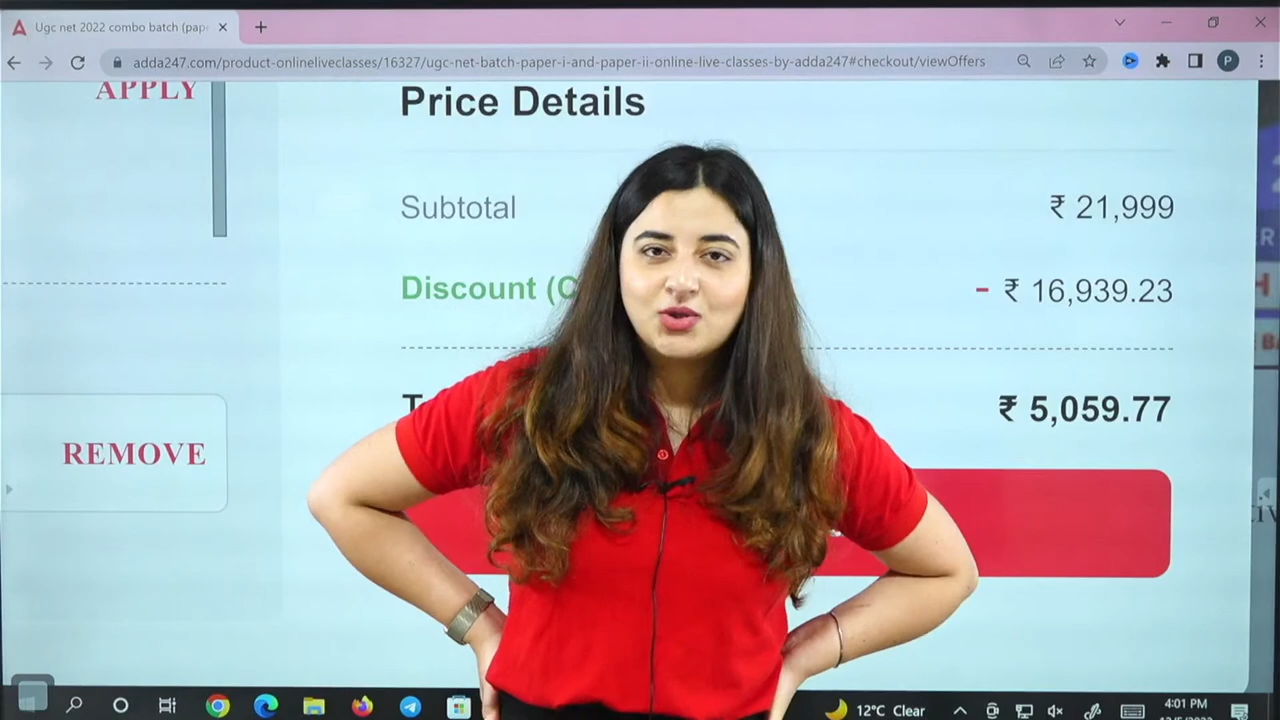 Ugc net 2022 combo batch (pap
adda247.com/product-onlineliveclasses/16327/ugc-net-batch-paper-i-and-paper-ii-online-live-classes-by-adda247#checkout/viewOffers
P
APPLY
Price Details
Subtotal ₹ 21,999
Discount (C - ₹ 16,939.23
T ₹ 5,059.77
REMOVE
12°C Clear
4:01 PM